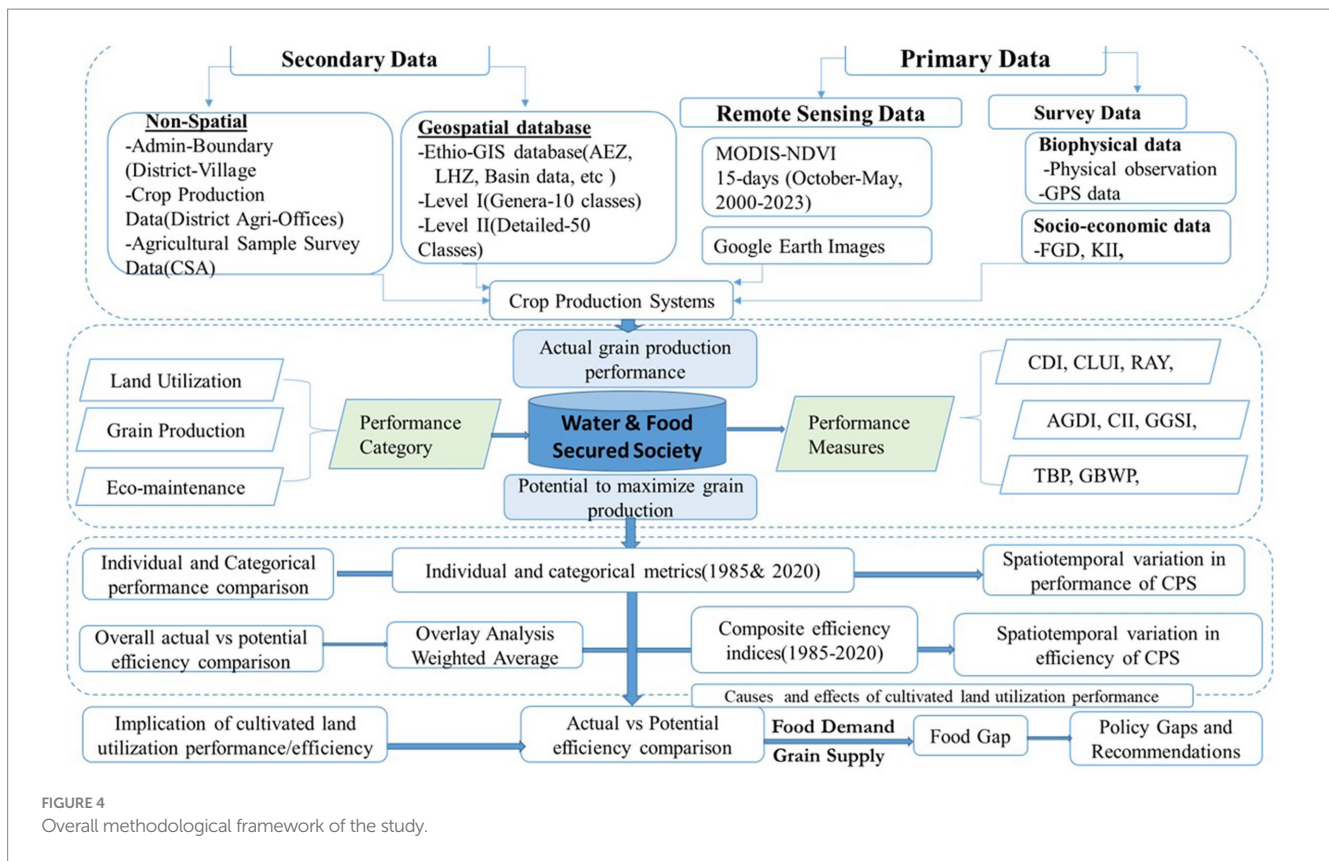 Secondary Data
Primary Data
Non-Spatial
-Admin-Boundary
(District-Village
-Crop Production
Data(District Agri-Offices)
-Agricultural Sample Survey
Data(CSA)
Geospatial database
-Ethio-GIS database(AEZ,
LHZ, Basin data, etc )
-Level I(Genera-10 classes)
-Level II(Detailed-50
Classes)
Remote Sensing Data
MODIS-NDVI
15-days (October-May,
2000-2023)
Google Earth Images
Survey Data
Biophysical data
-Physical observation
-GPS data
Socio-economic data
-FGD, KII,
Crop Production Systems
Actual grain production
performance
Land Utilization
Grain Production
Eco-maintenance
Performance
Category
Water & Food
Secured Society
Performance
Measures
CDI, CLUI, RAY,
AGDI, CII, GGSI,
TBP, GBWP,
Potential to maximize grain
production
Individual and Categorical
performance comparison
Individual and categorical metrics(1985& 2020)
Spatiotemporal variation in
performance of CPS
Overall actual vs potential
efficiency comparison
Overlay Analysis
Weighted Average
Composite efficiency
indices(1985-2020)
Spatiotemporal variation in
efficiency of CPS
Causes and effects of cultivated land utilization performance
Implication of cultivated land
utilization performance/efficiency
Actual vs Potential
efficiency comparison
Food Demand
Grain Supply
Food Gap
Policy Gaps and
Recommendations
FIGURE 4
Overall methodological framework of the study.